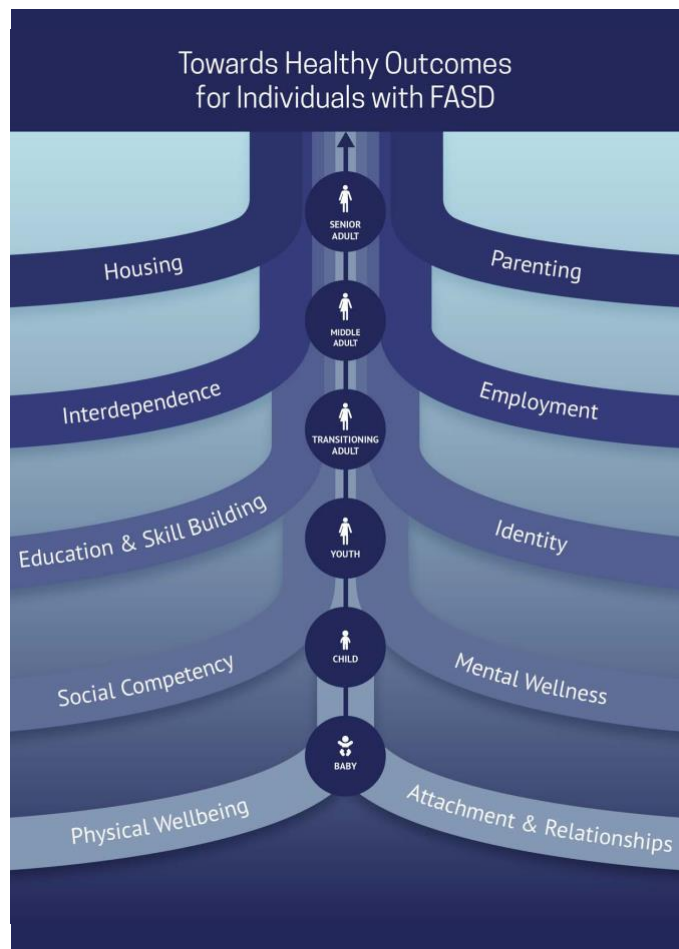 Towards Healthy Outcomes
for Individuals with FASD
SENIOR
ADULT
Housing
Parenting
MIDDLE
ADULT
Interdependence
Employment
TRANSITIONING
ADULT
Education & Skill Building
Identity
YOUTH
CHILD
Social Competency
Mental Wellness
BABY
Physical Wellbeing
Attachment & Relationships